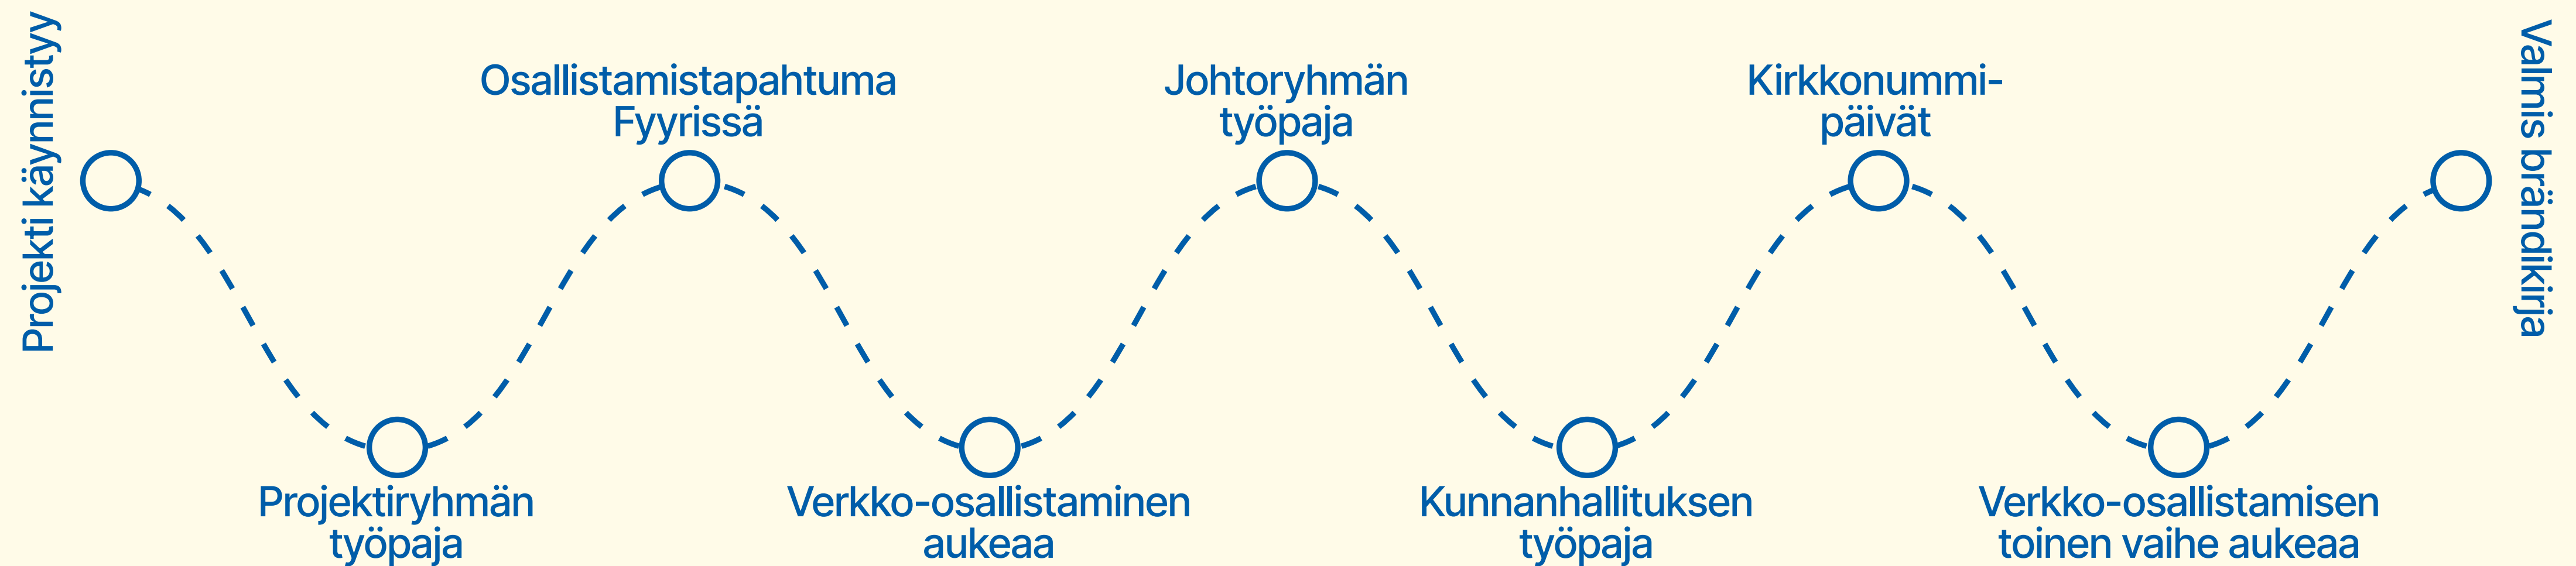 Projekti käynnistyy
Projektiryhmän
työpaja
Osallistamistapahtuma
Fyyrissä
Verkko-osallistaminen
aukeaa
Johtoryhmän
työpaja
Kunnanhallituksen
työpaja
Kirkkonummi-
päivät
Verkko-osallistamisen
toinen vaihe aukeaa
Valmis brändikirja